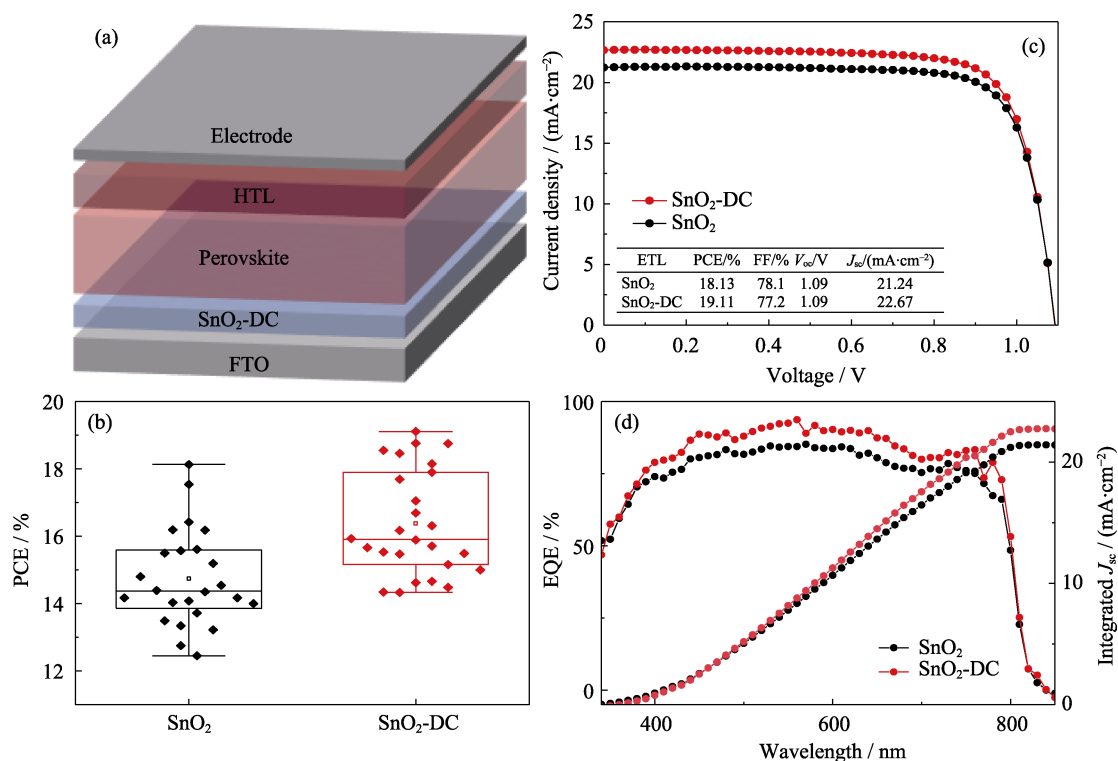 (a)
Electrode
HTL
Perovskite
SnO₂-DC
FTO
25
20
15
10
5
0
Current density / (mA·cm⁻²)
(c)
SnO₂-DC
SnO₂
ETL PCE/% FF/% Voc/V Jsc/(mA·cm⁻²)
SnO₂ 18.13 78.1 1.09 21.24
SnO₂-DC 19.11 77.2 1.09 22.67
0 0.2 0.4 0.6 0.8 1.0
Voltage / V
20
18
16
14
12
PCE / %
(b)
SnO₂ SnO₂-DC
100
50
0
EQE / %
(d)
SnO₂
SnO₂-DC
20
10
0
Integrated Jsc / (mA·cm⁻²)
400 600 800
Wavelength / nm